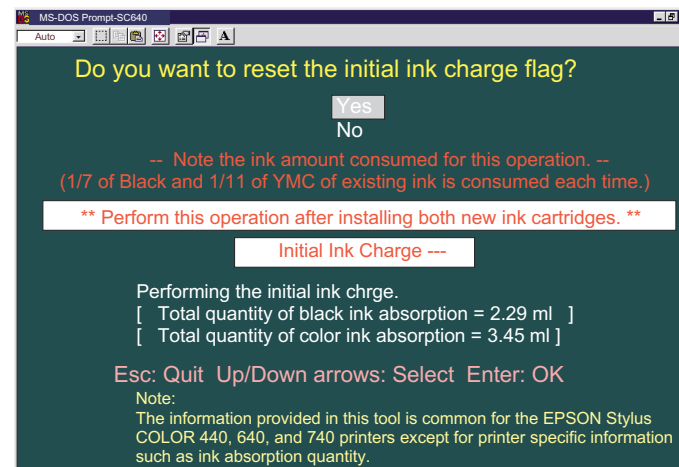 MS-DOS Prompt-SC640
Auto
A
Do you want to reset the initial ink charge flag?
Yes
No
-- Note the ink amount consumed for this operation. --
(1/7 of Black and 1/11 of YMC of existing ink is consumed each time.)
** Perform this operation after installing both new ink cartridges. **
Initial Ink Charge ---
Performing the initial ink chrge.
[ Total quantity of black ink absorption = 2.29 ml ]
[ Total quantity of color ink absorption = 3.45 ml ]
Esc: Quit Up/Down arrows: Select Enter: OK
Note:
The information provided in this tool is common for the EPSON Stylus
COLOR 440, 640, and 740 printers except for printer specific information
such as ink absorption quantity.